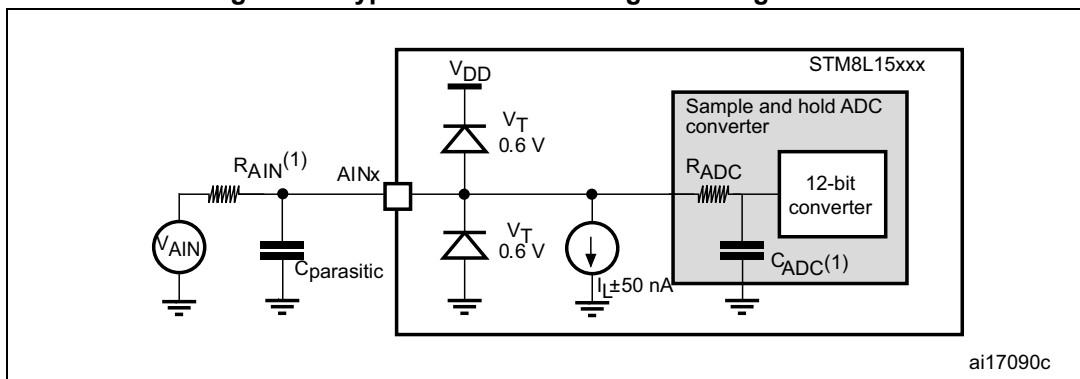 STM8L15xxx
VDD
Sample and hold ADC
converter
VT
0.6 V
RAIN(1)
AINx
RADC
12-bit
converter
VAIN
Cparasitic
VT
0.6 V
IL±50 nA
CADC(1)
ai17090c